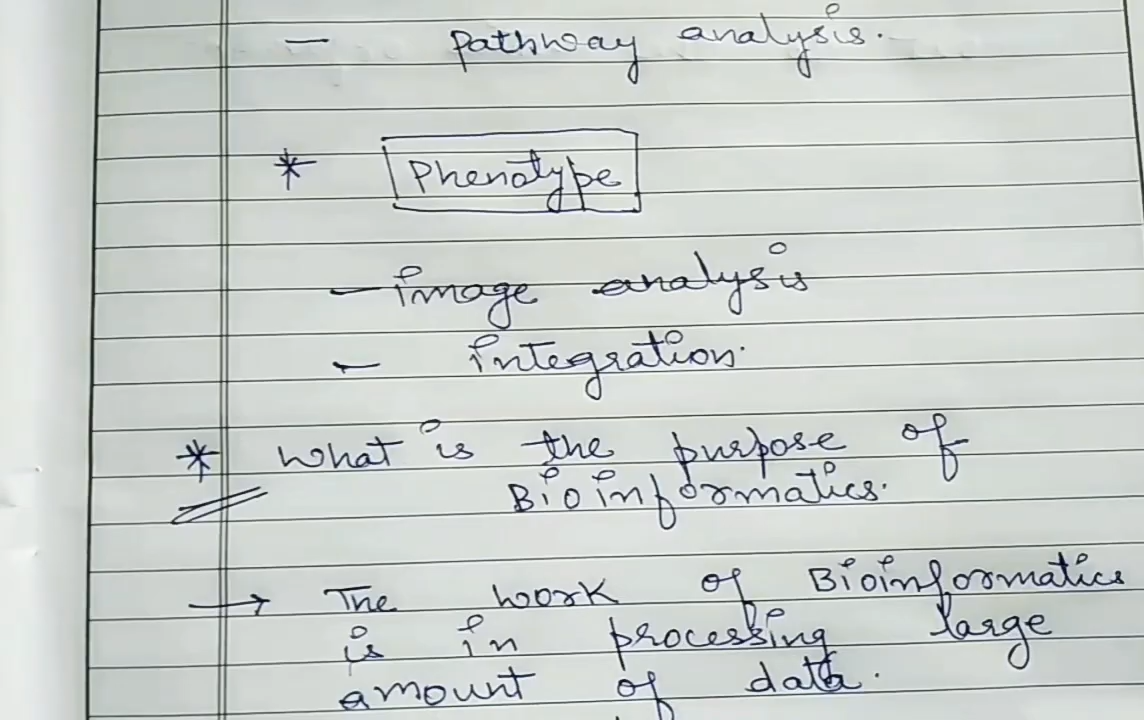 — Pathway analysis.
* Phenotype
— image analysis
— integration.
* What is the purpose of
Bioinformatics.
→ The work of Bioinformatics
is in processing large
amount of data.